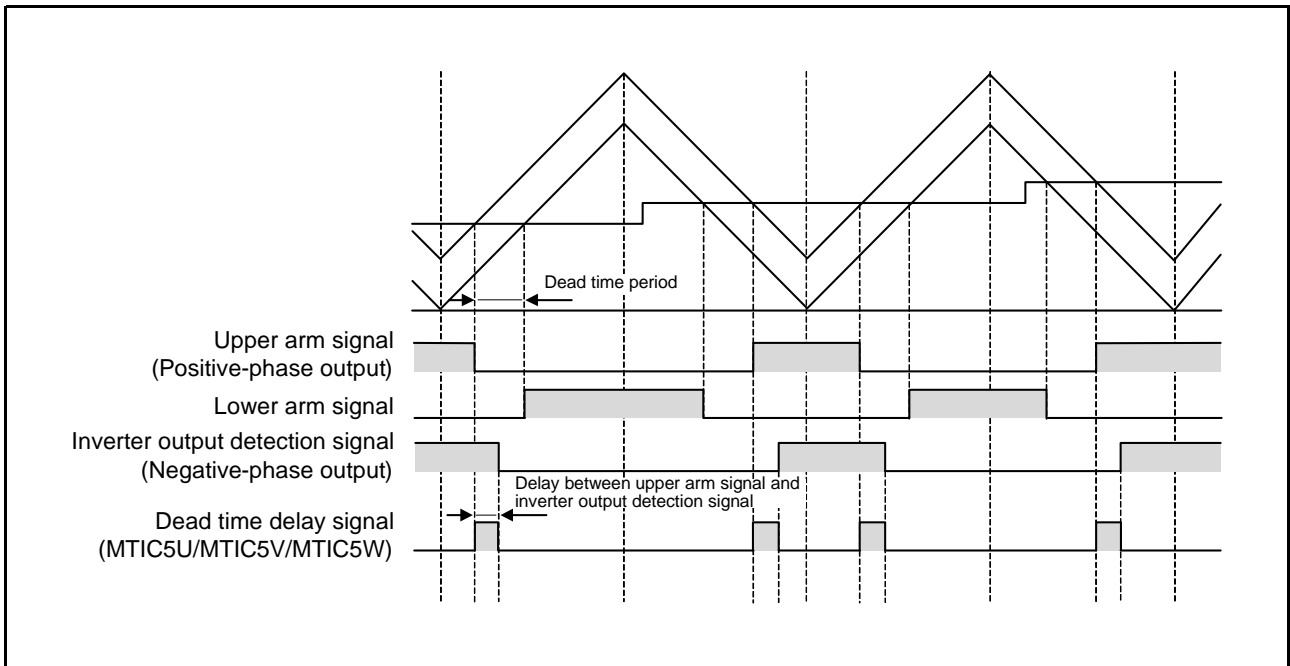 Dead time period
Upper arm signal
(Positive-phase output)
Lower arm signal
Inverter output detection signal
(Negative-phase output)
Delay between upper arm signal and
inverter output detection signal
Dead time delay signal
(MTIC5U/MTIC5V/MTIC5W)